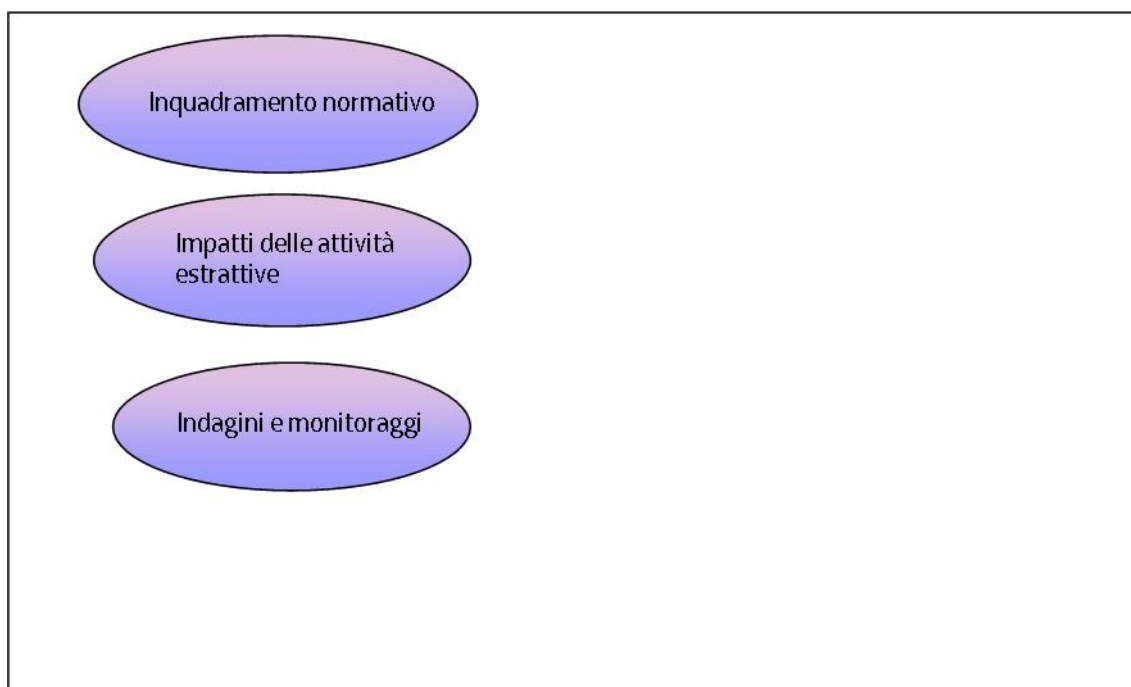 Inquadramento normativo
Impatti delle attività
estrattive
Indagini e monitoraggi